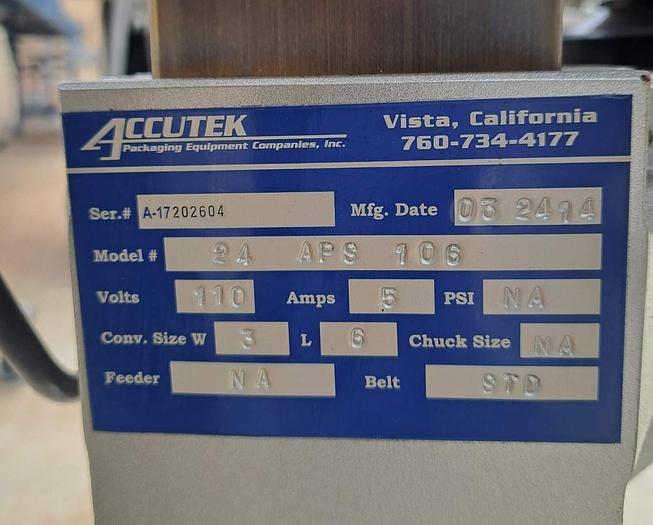 ACCUTEK
Packaging Equipment Companies, Inc.
Vista, California
760-734-4177
Ser.# A-17202604 Mfg. Date 03 2414
Model # 24 APS 106
Volts 110 Amps 5 PSI NA
Conv. Size W 3 L 6 Chuck Size NA
Feeder NA Belt STD